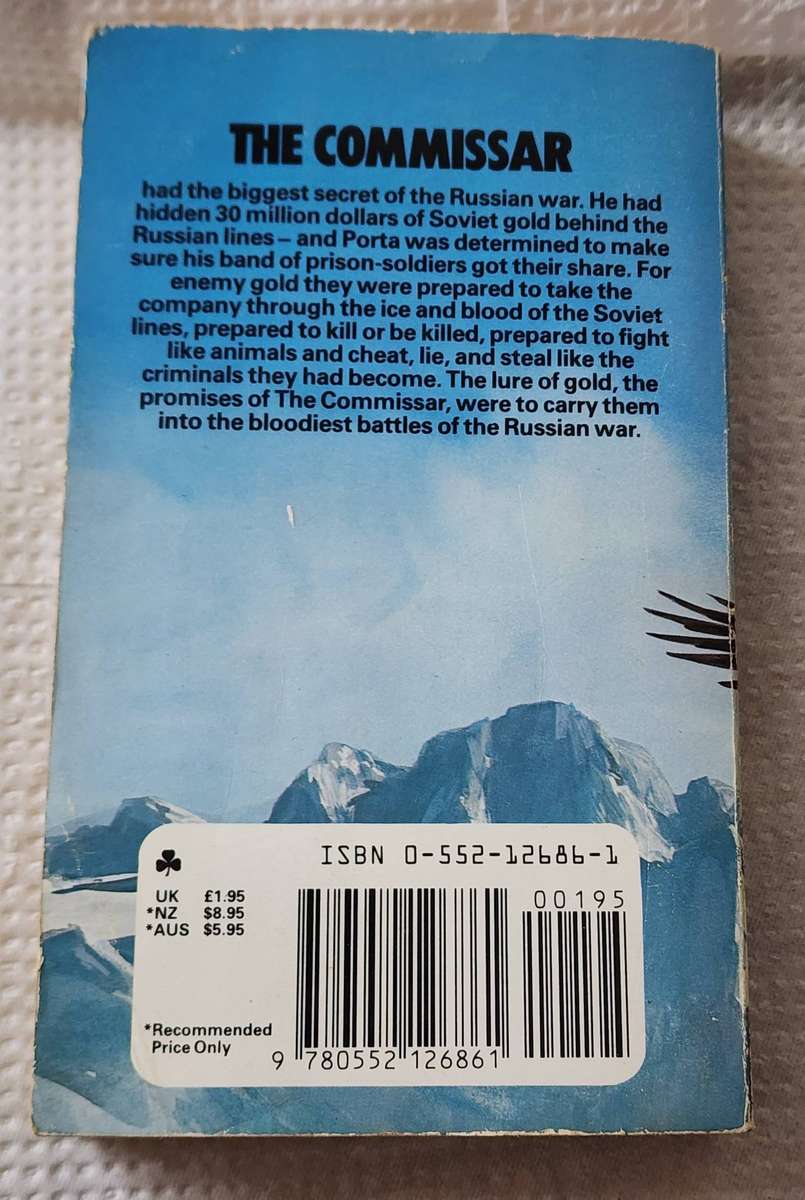 THE COMMISSAR
had the biggest secret of the Russian war. He had
hidden 30 million dollars of Soviet gold behind the
Russian lines – and Porta was determined to make
sure his band of prison-soldiers got their share. For
enemy gold they were prepared to take the
company through the ice and blood of the Soviet
lines, prepared to kill or be killed, prepared to fight
like animals and cheat, lie, and steal like the
criminals they had become. The lure of gold, the
promises of The Commissar, were to carry them
into the bloodiest battles of the Russian war.
ISBN 0-552-12686-1
UK £1.95
*NZ $8.95
*AUS $5.95
00195
*Recommended
Price Only
9 780552 126861